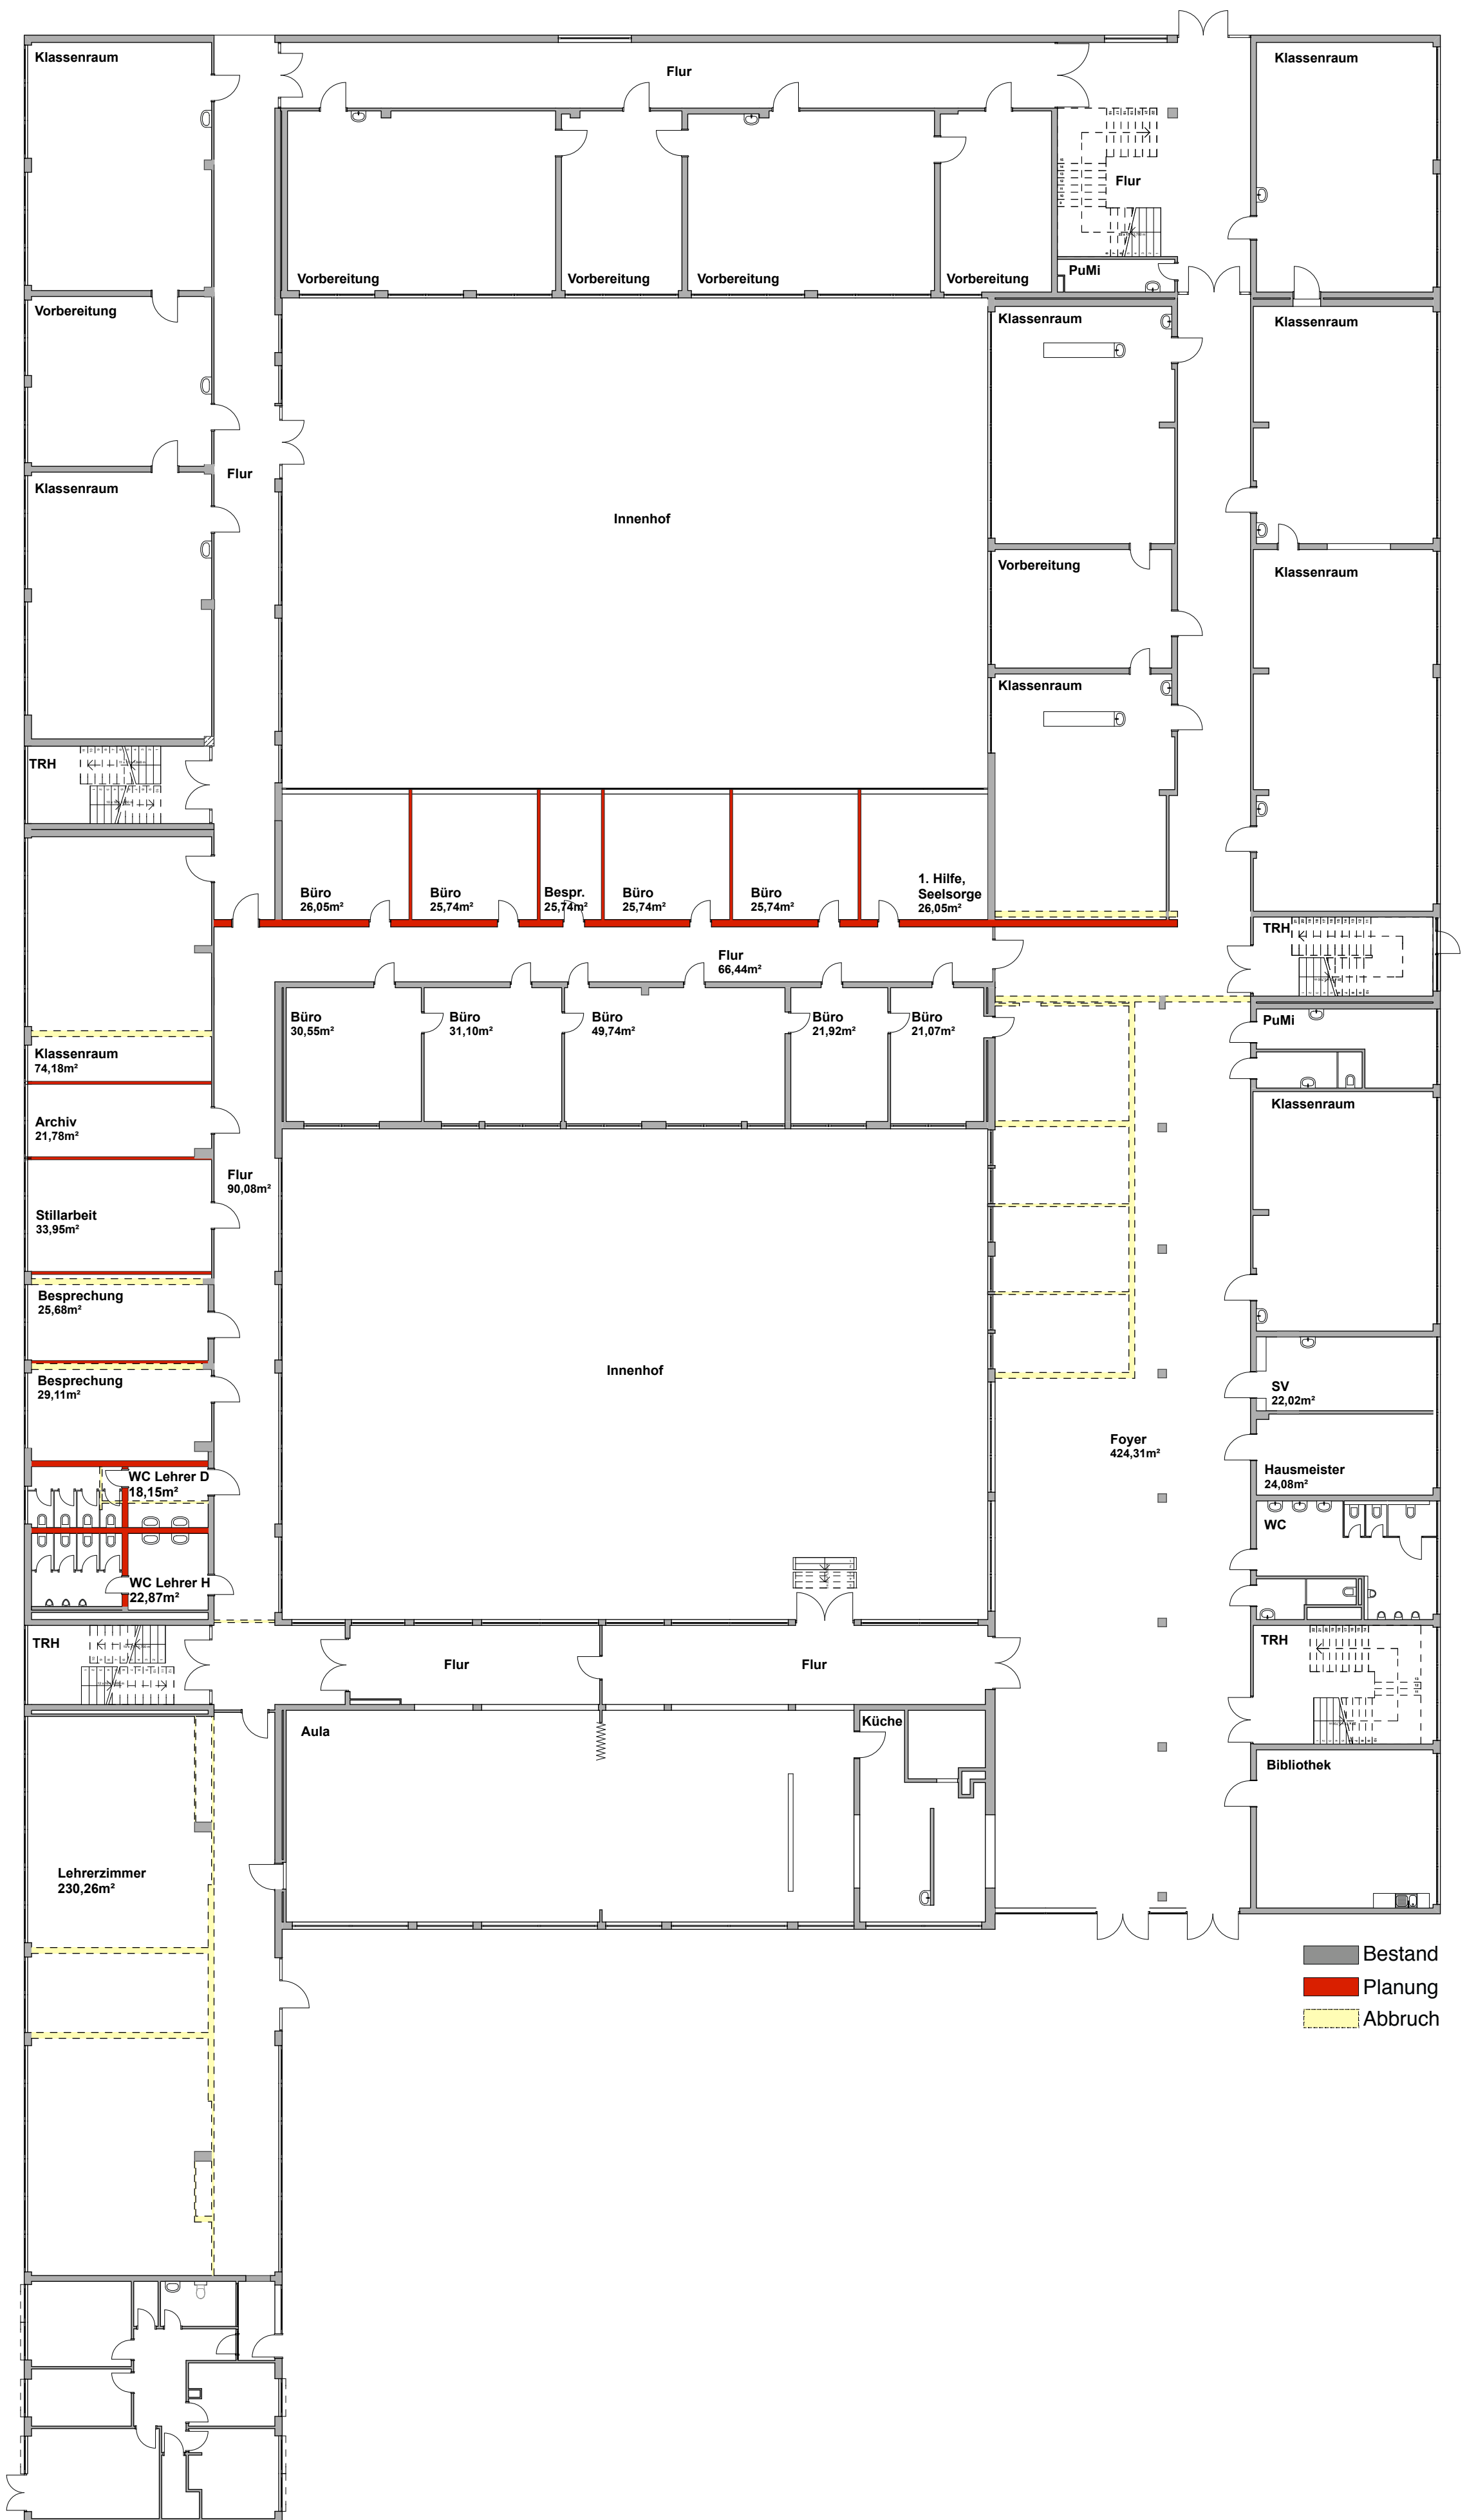 Klassenraum
Flur
Klassenraum
Flur
Vorbereitung
Vorbereitung
Vorbereitung
Vorbereitung
PuMi
Vorbereitung
Klassenraum
Klassenraum
Flur
Klassenraum
Innenhof
Vorbereitung
Klassenraum
Klassenraum
TRH
Büro
26,05m²
Büro
25,74m²
Bespr.
25,74m²
Büro
25,74m²
Büro
25,74m²
1. Hilfe,
Seelsorge
26,05m²
TRH
Flur
66,44m²
Büro
30,55m²
Büro
31,10m²
Büro
49,74m²
Büro
21,92m²
Büro
21,07m²
PuMi
Klassenraum
74,18m²
Klassenraum
Archiv
21,78m²
Flur
90,08m²
Stillarbeit
33,95m²
Besprechung
25,68m²
Innenhof
Besprechung
29,11m²
SV
22,02m²
Foyer
424,31m²
Hausmeister
24,08m²
WC Lehrer D
18,15m²
WC
WC Lehrer H
22,87m²
TRH
Flur
Flur
TRH
Aula
Küche
Bibliothek
Lehrerzimmer
230,26m²
Bestand
Planung
Abbruch